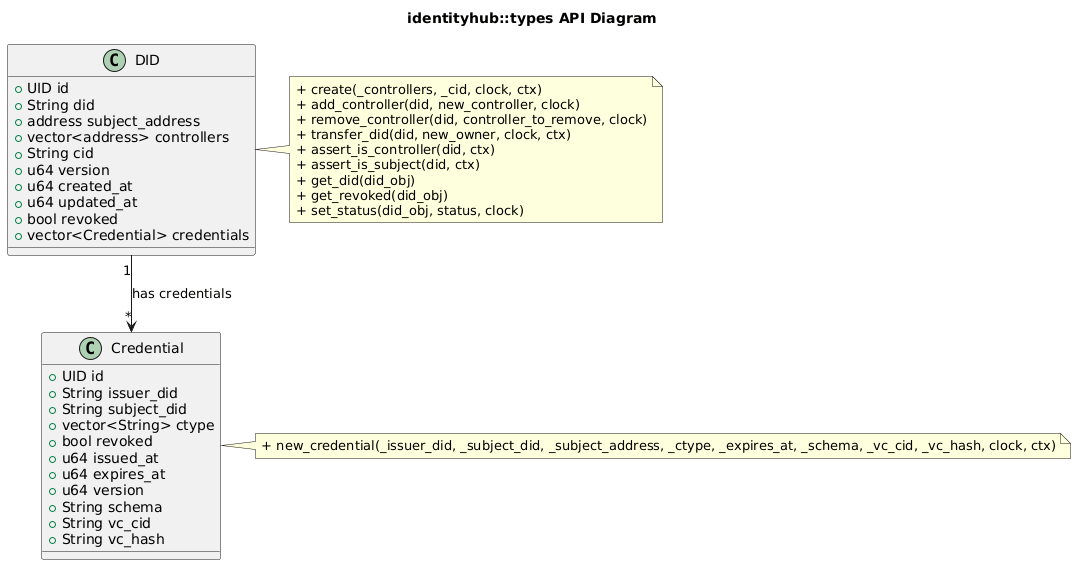 identityhub::types API Diagram
C DID
UID id
String did
address subject_address
vector<address> controllers
String cid
u64 version
u64 created_at
u64 updated_at
bool revoked
vector<Credential> credentials
+ create(_controllers, _cid, clock, ctx)
+ add_controller(did, new_controller, clock)
+ remove_controller(did, controller_to_remove, clock)
+ transfer_did(did, new_owner, clock, ctx)
+ assert_is_controller(did, ctx)
+ assert_is_subject(did, ctx)
+ get_did(did_obj)
+ get_revoked(did_obj)
+ set_status(did_obj, status, clock)
1
has credentials
*
C Credential
UID id
String issuer_did
String subject_did
vector<String> ctype
bool revoked
u64 issued_at
u64 expires_at
u64 version
String schema
String vc_cid
String vc_hash
+ new_credential(_issuer_did, _subject_did, _subject_address, _ctype, _expires_at, _schema, _vc_cid, _vc_hash, clock, ctx)